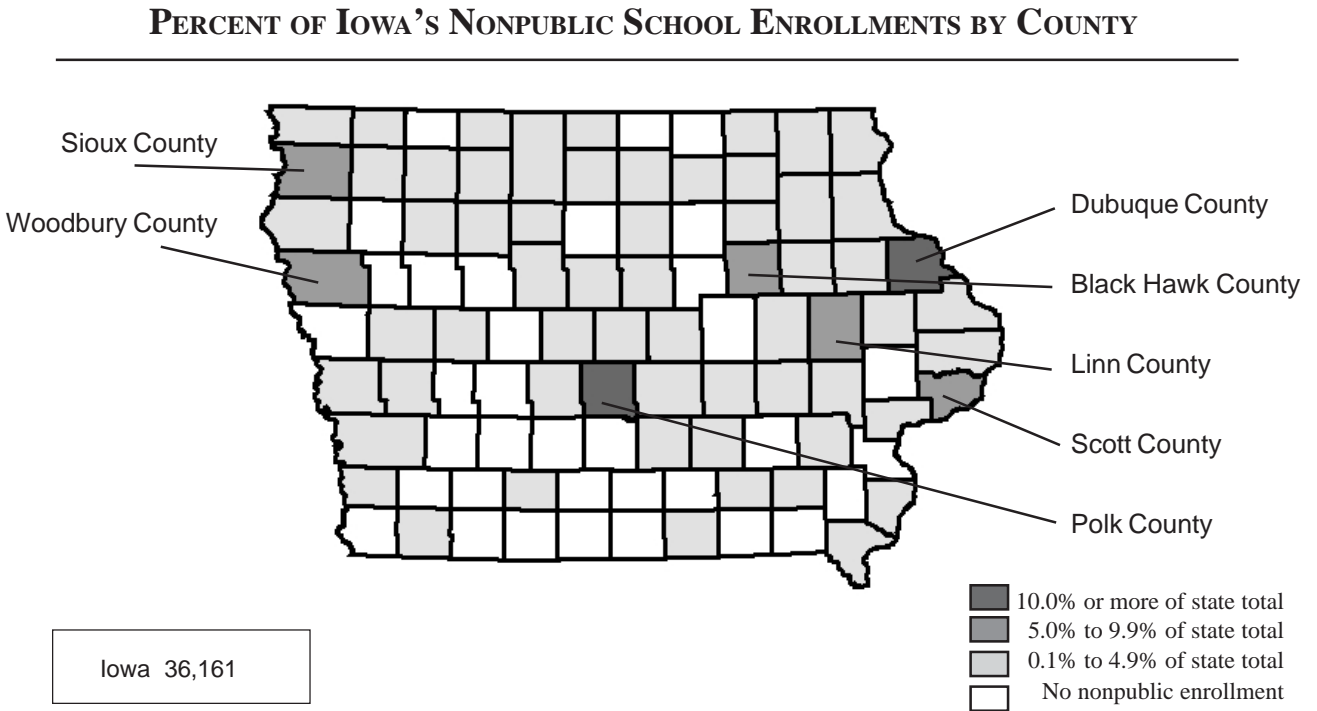 PERCENT OF IOWA'S NONPUBLIC SCHOOL ENROLLMENTS BY COUNTY
Sioux County
Woodbury County
Dubuque County
Black Hawk County
Linn County
Scott County
Polk County
10.0% or more of state total
5.0% to 9.9% of state total
0.1% to 4.9% of state total
No nonpublic enrollment
Iowa 36,161